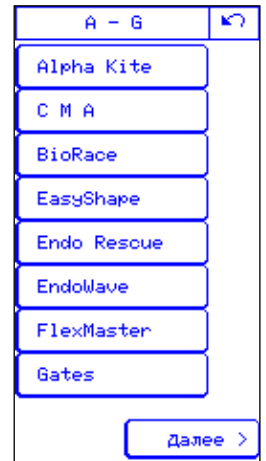 A - G
Alpha Kite
C M A
BioRace
EasyShape
Endo Rescue
EndoWave
FlexMaster
Gates
Далее >